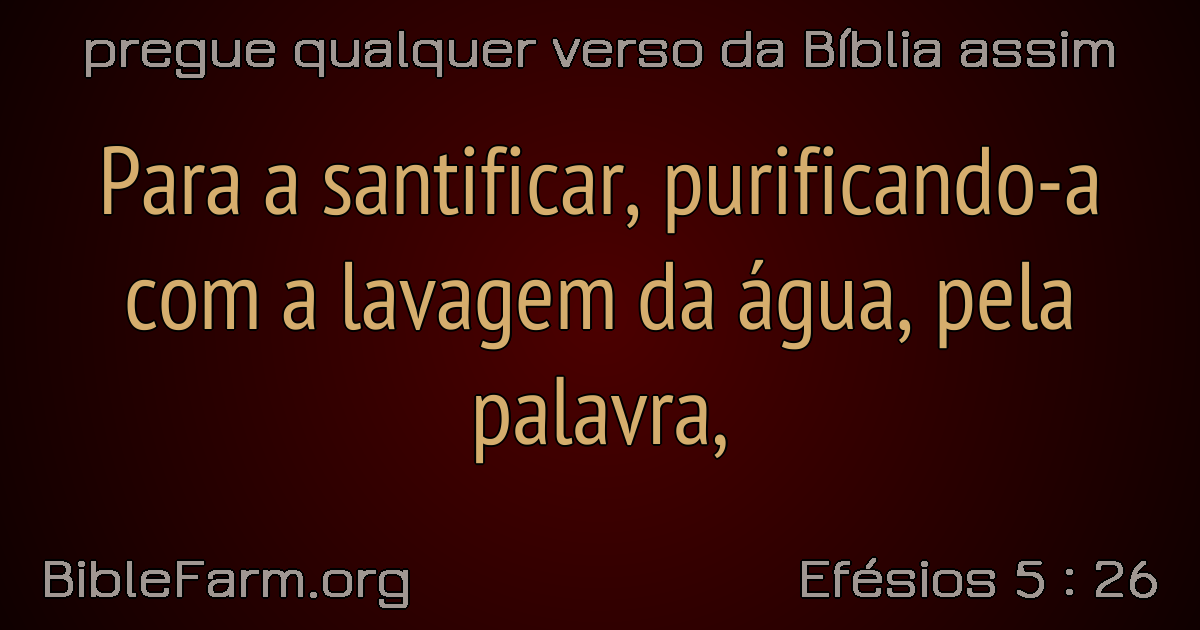 pregue qualquer verso da Bíblia assim
Para a santificar, purificando-a
com a lavagem da água, pela
palavra,
BibleFarm.org
Efésios 5 : 26